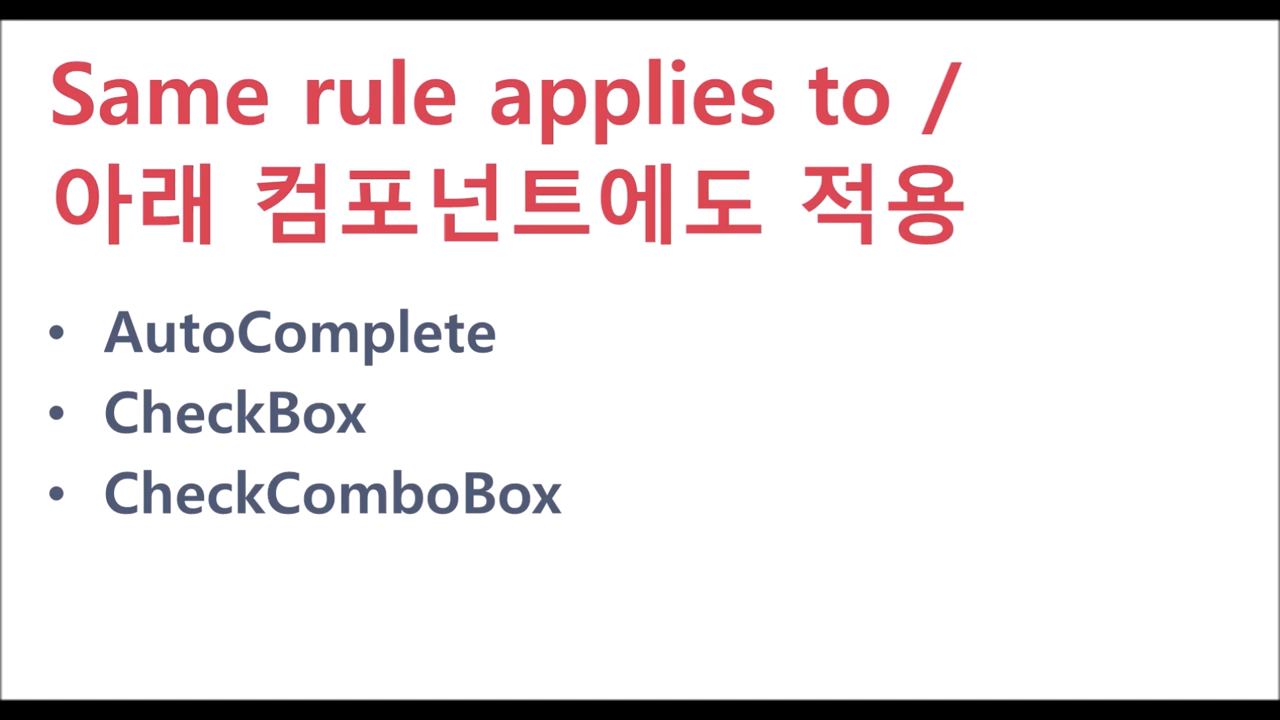 Same rule applies to /
아래 컴포넌트에도 적용
• AutoComplete
• CheckBox
• CheckComboBox